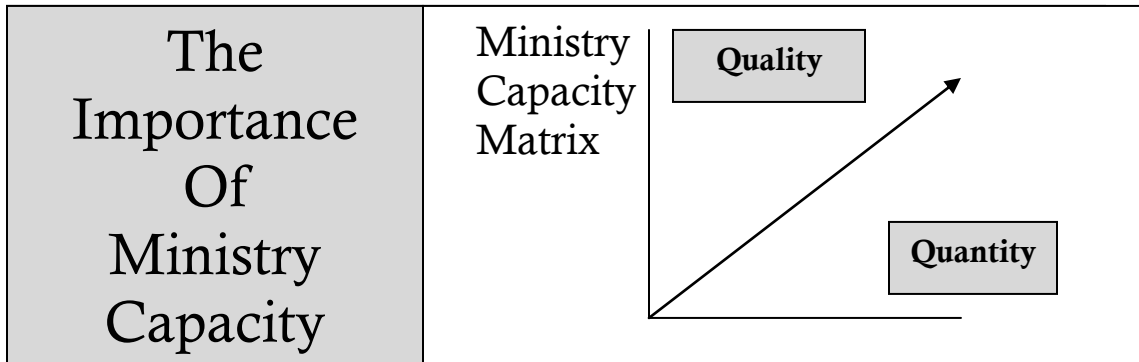 The
Importance
Of
Ministry
Capacity
Ministry
Capacity
Matrix
Quality
Quantity